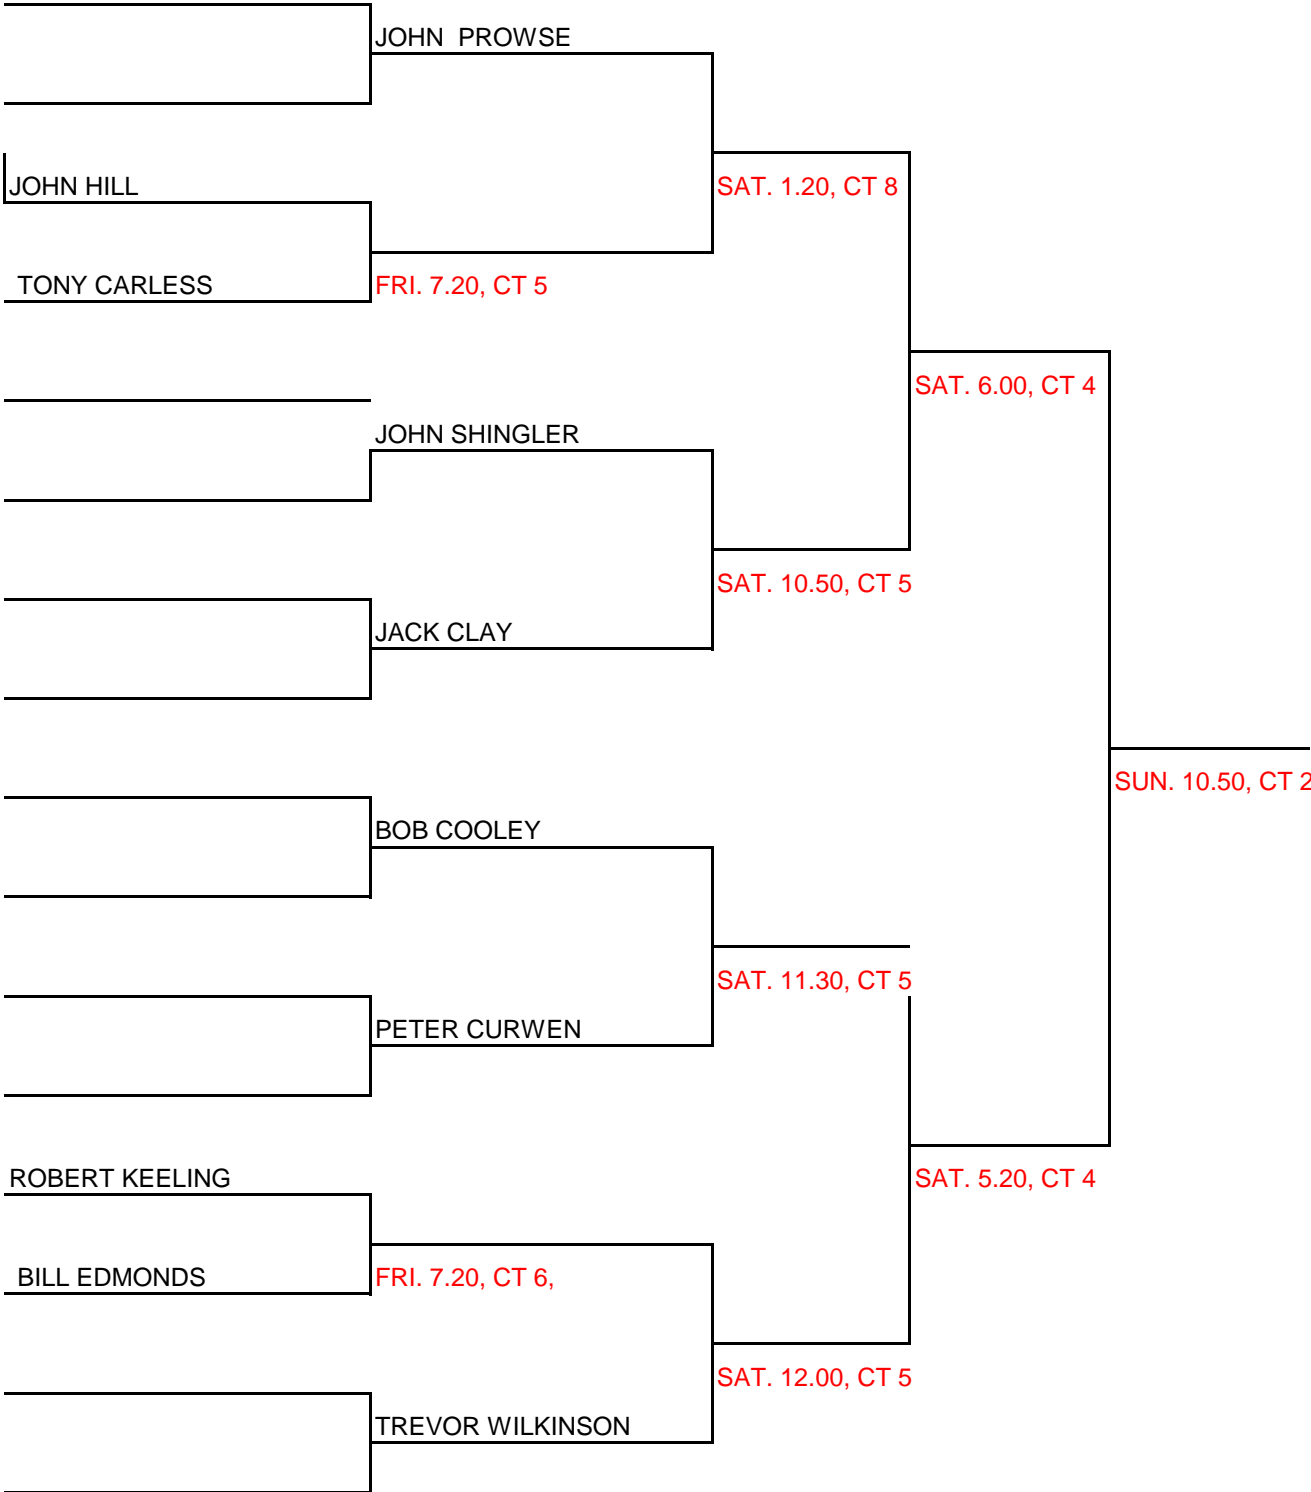 JOHN  PROWSE
JOHN HILL
SAT. 1.20, CT 8
TONY CARLESS
FRI. 7.20, CT 5
SAT. 6.00, CT 4
JOHN SHINGLER
SAT. 10.50, CT 5
JACK CLAY
SUN. 10.50, CT 2
BOB COOLEY
SAT. 11.30, CT 5
PETER CURWEN
ROBERT KEELING
SAT. 5.20, CT 4
BILL EDMONDS
FRI. 7.20, CT 6,
SAT. 12.00, CT 5
TREVOR WILKINSON